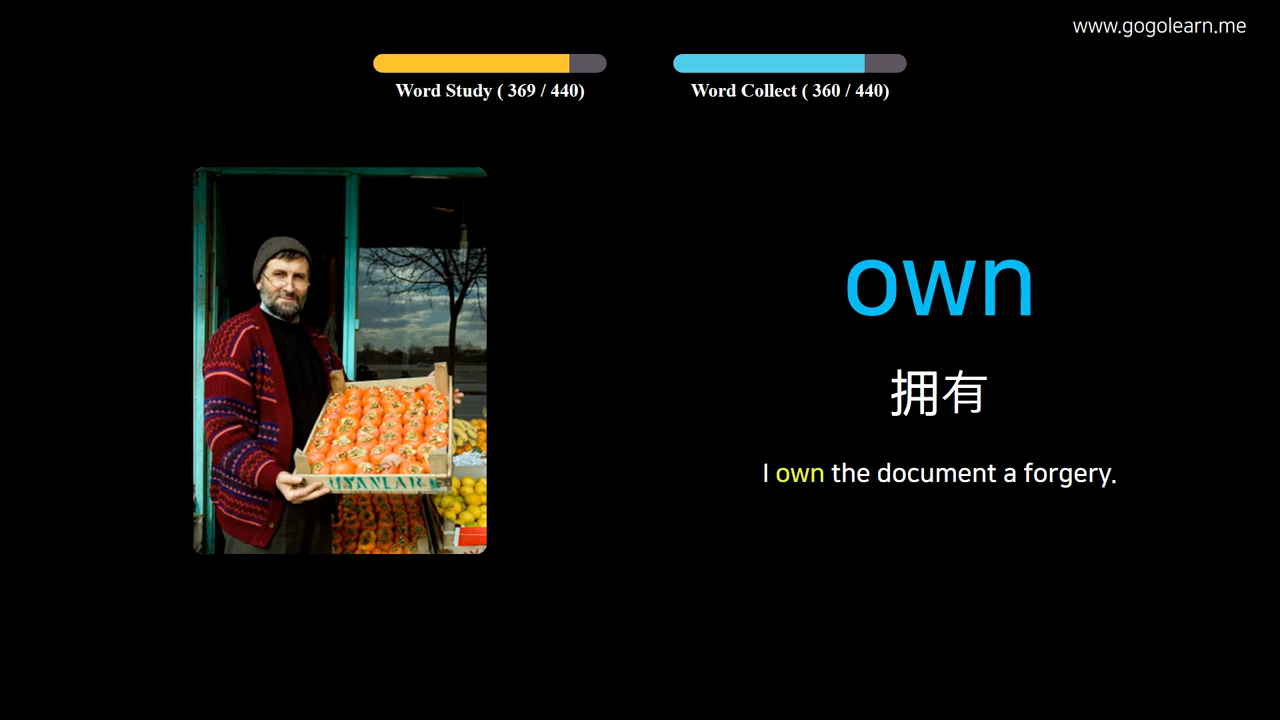 www.gogolearn.me
Word Study ( 369 / 440)
Word Collect ( 360 / 440)
own
拥有
I own the document a forgery.